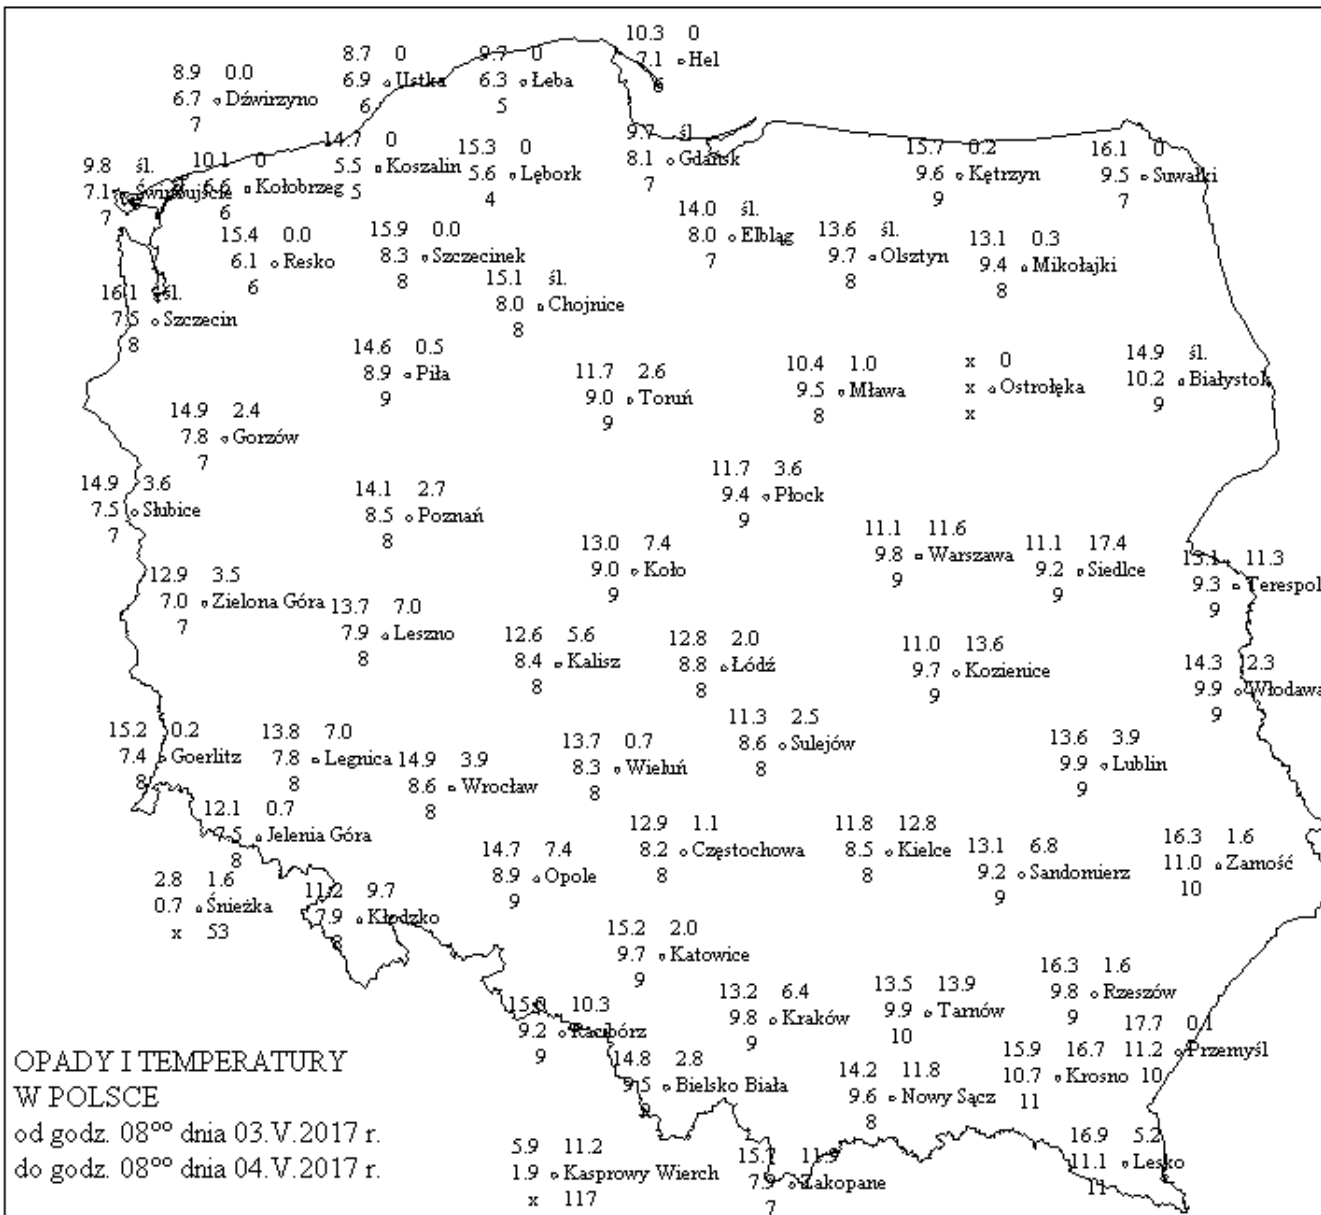 10.3 0
7.1 Hel
6
8.7 0
6.9 Ustka
6
9.7 0
6.3 Łeba
5
8.9 0.0
6.7 Dźwirzyno
7
14.7 0
5.5 Koszalin
5
15.3 0
5.6 Lębork
4
9.7 śl.
8.1 Gdańsk
7
15.7 0.2
9.6 Kętrzyn
9
16.1 0
9.5 Suwałki
7
9.8 śl.
7.1 Świnoujście
7
10.1 0
6.6 Kołobrzeg
6
15.4 0.0
6.1 Resko
6
15.9 0.0
8.3 Szczecinek
8
14.0 śl.
8.0 Elbląg
7
13.6 śl.
9.7 Olsztyn
8
13.1 0.3
9.4 Mikołajki
8
16.1 śl.
7.5 Szczecin
8
15.1 śl.
8.0 Chojnice
8
14.6 0.5
8.9 Piła
9
11.7 2.6
9.0 Toruń
9
10.4 1.0
9.5 Mława
8
x 0
x Ostrołęka
x
14.9 śl.
10.2 Białystok
9
14.9 2.4
7.8 Gorzów
7
14.9 3.6
7.5 Słubice
7
14.1 2.7
8.5 Poznań
8
11.7 3.6
9.4 Płock
9
13.0 7.4
9.0 Koło
9
11.1 11.6
9.8 Warszawa
9
11.1 17.4
9.2 Siedlce
9
15.1 11.3
9.3 Terespol
9
12.9 3.5
7.0 Zielona Góra
7
13.7 7.0
7.9 Leszno
8
12.6 5.6
8.4 Kalisz
8
12.8 2.0
8.8 Łódź
8
11.0 13.6
9.7 Kozienice
9
14.3 2.3
9.9 Włodawa
9
15.2 0.2
7.4 Goerlitz
8
13.8 7.0
7.8 Legnica
8
14.9 3.9
8.6 Wrocław
8
13.7 0.7
8.3 Wieluń
8
11.3 2.5
8.6 Sulejów
8
13.6 3.9
9.9 Lublin
9
12.1 0.7
7.5 Jelenia Góra
8
14.7 7.4
8.9 Opole
9
12.9 1.1
8.2 Częstochowa
8
11.8 12.8
8.5 Kielce
8
13.1 6.8
9.2 Sandomierz
9
16.3 1.6
11.0 Zamość
10
2.8 1.6
0.7 Śnieżka
x 53
11.2 9.7
7.9 Kłodzko
8
15.2 2.0
9.7 Katowice
9
15.0 10.3
9.2 Racibórz
9
13.2 6.4
9.8 Kraków
9
13.5 13.9
9.9 Tarnów
10
16.3 1.6
9.8 Rzeszów
9
17.7 0.1
11.2 Przemyśl
10
14.8 2.8
9.5 Bielsko Biała
14.2 11.8
9.6 Nowy Sącz
8
15.9 16.7
10.7 Krosno
11
16.9 5.2
11.1 Lesko
11
5.9 11.2
1.9 Kasprowy Wierch
x 117
11.9
7.9 Zakopane
7
OPADY I TEMPERATURY
W POLSCE
od godz. 08°° dnia 03.V.2017 r.
do godz. 08°° dnia 04.V.2017 r.